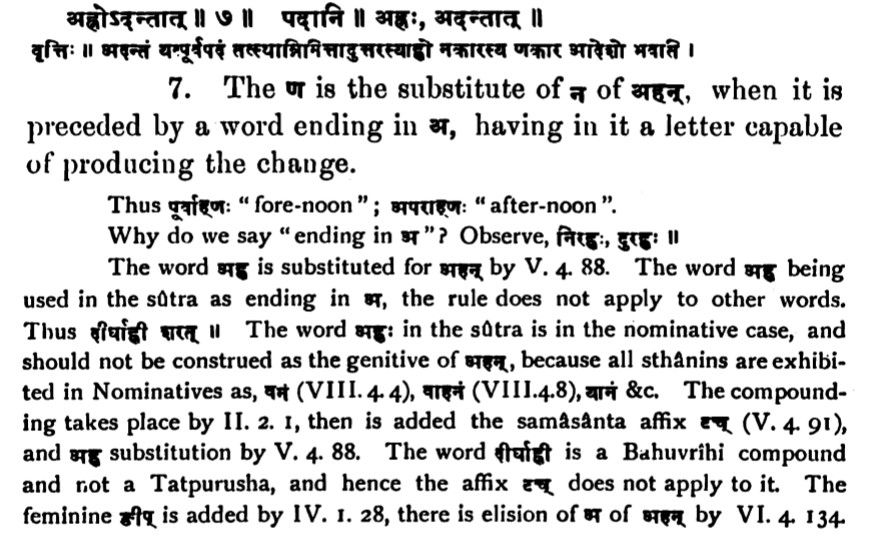 अह्नोऽदन्तात् ॥ ७ ॥ पदानि ॥ अह्नः, अदन्तात् ॥
वृत्तिः ॥ अदन्तं यत्पूर्वपदं तत्स्थान्निमित्तादुत्तरस्याह्नो नकारस्य णकार आदेशो भवति ।
7. The ण is the substitute of न of अहन्, when it is
preceded by a word ending in अ, having in it a letter capable
of producing the change.
Thus पूर्वाह्णः “fore-noon”; अपराह्णः “after-noon”.
Why do we say “ending in अ”? Observe, निरह्नः, दुरह्नः ॥
The word अह्न is substituted for अहन् by V. 4. 88. The word अह्न being
used in the sûtra as ending in अ, the rule does not apply to other words.
Thus दीर्घाह्नी शरत् ॥ The word अह्नः in the sûtra is in the nominative case, and
should not be construed as the genitive of अहन्, because all sthânins are exhibi-
ted in Nominatives as, वनं (VIII. 4. 4), वाहनं (VIII.4.8), यानं &c. The compound-
ing takes place by II. 2. 1, then is added the samâsânta affix टच् (V. 4. 91),
and अह्न substitution by V. 4. 88. The word दीर्घाह्नी is a Bahuvrîhi compound
and not a Tatpurusha, and hence the affix टच् does not apply to it. The
feminine ङीप् is added by IV. 1. 28, there is elision of अ of अहन् by VI. 4. 134.